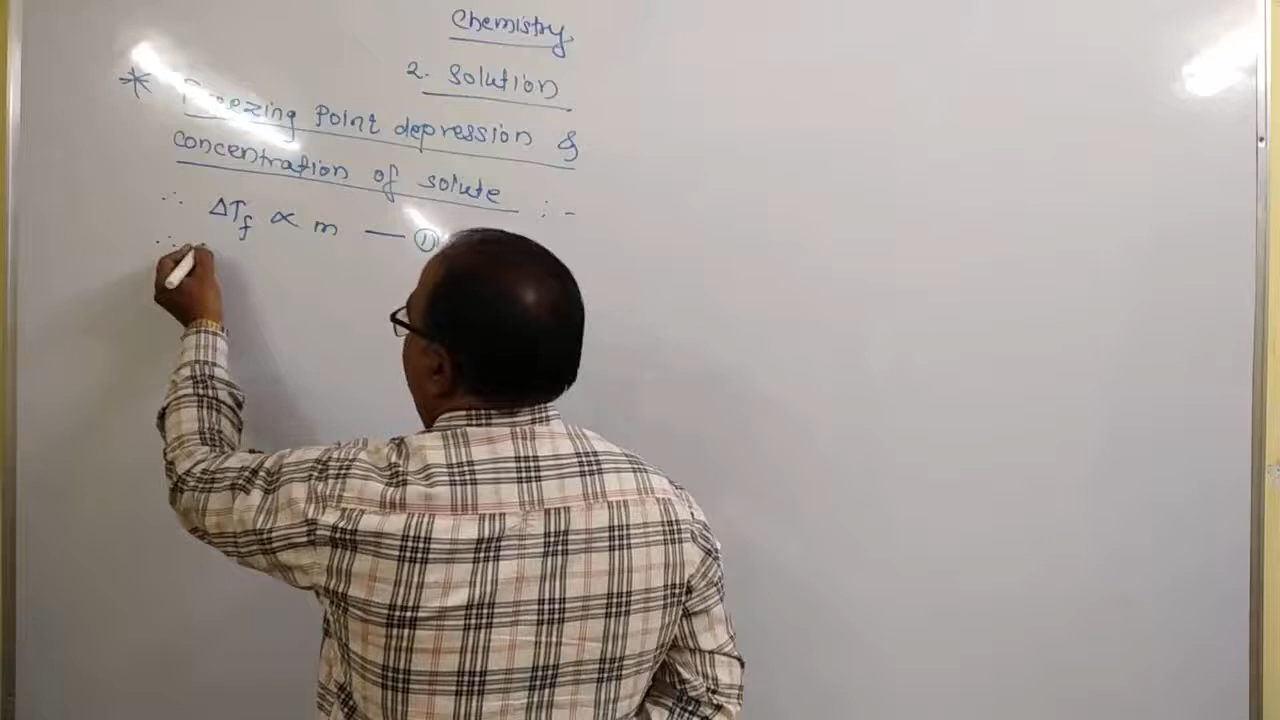 Chemistry
2. Solution
* Freezing Point depression &
concentration of solute :-
∴ ΔTf ∝ m — ①
∴